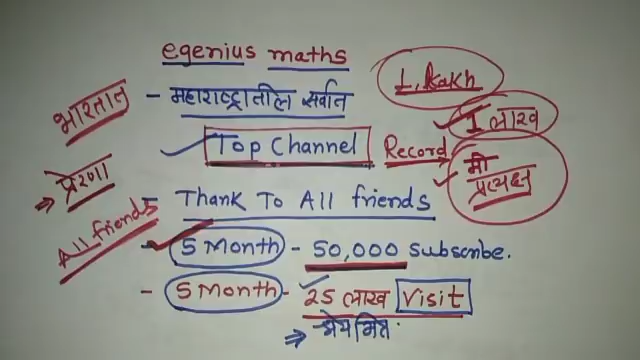 egenius maths
1. Lakh
भारतात
- महाराष्ट्रातील सर्वात
1 लाख
Top Channel
Record
मी
प्रत्यक्ष
प्रेरणा
- Thank To All friends
All friends
- 5 Month - 50,000 Subscribe.
- 5 Month - 25 लाख Visit